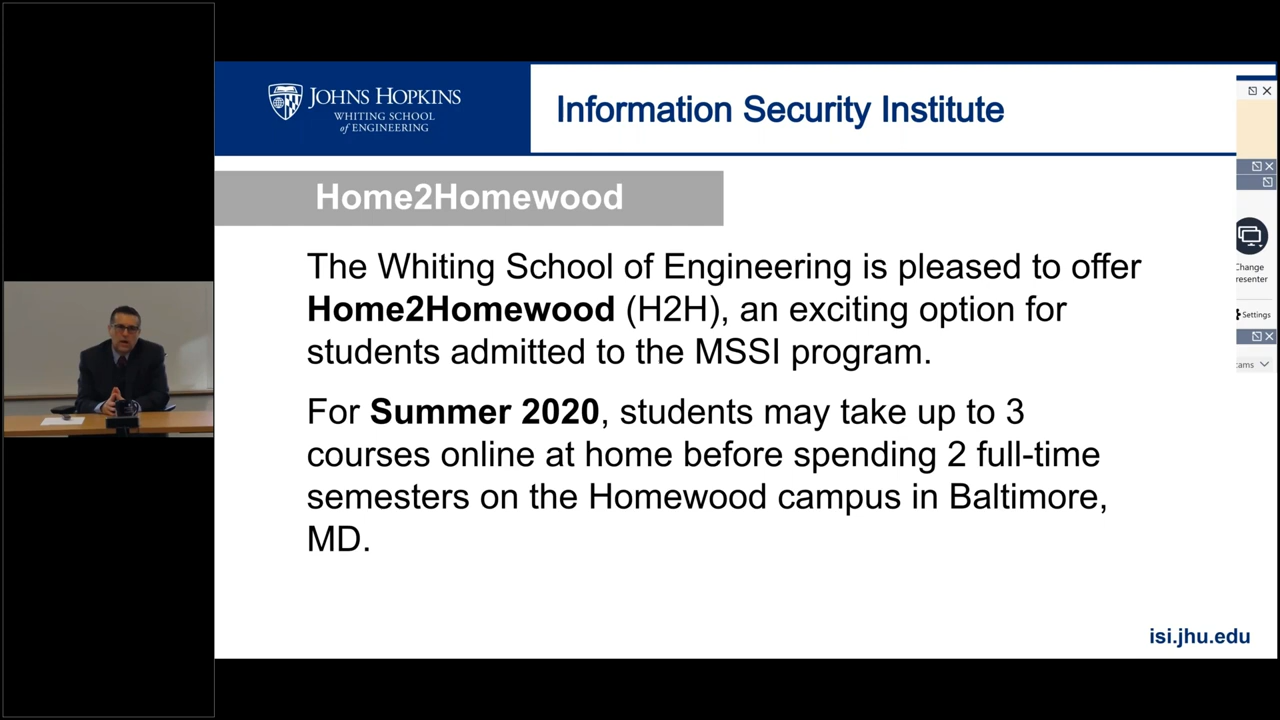 JOHNS HOPKINS
WHITING SCHOOL
of ENGINEERING
Information Security Institute
Home2Homewood
The Whiting School of Engineering is pleased to offer
Home2Homewood (H2H), an exciting option for
students admitted to the MSSI program.
For Summer 2020, students may take up to 3
courses online at home before spending 2 full-time
semesters on the Homewood campus in Baltimore,
MD.
isi.jhu.edu
Change
resenter
Settings
ams